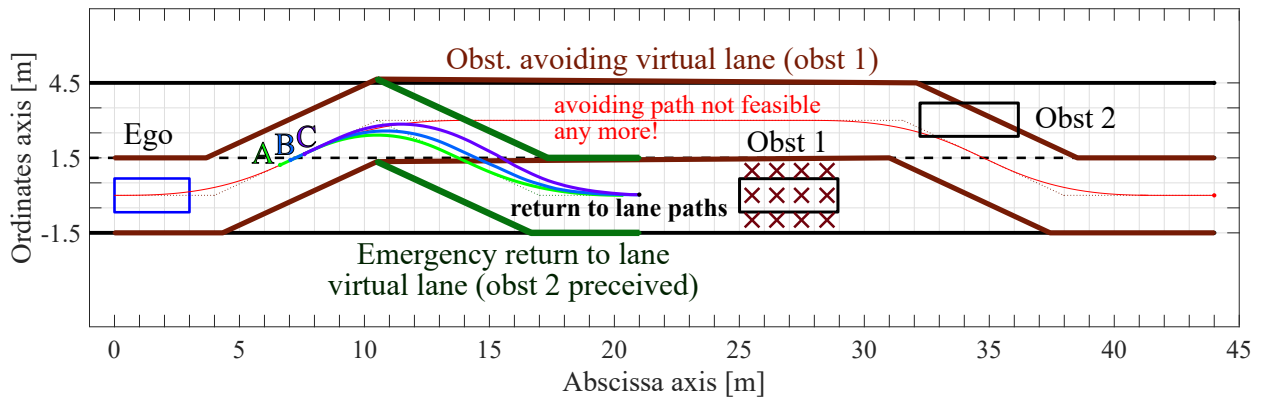 Obst. avoiding virtual lane (obst 1)
4.5
avoiding path not feasible
any more!
Obst 2
Ego
A B C
Obst 1
1.5
return to lane paths
-1.5
Emergency return to lane
virtual lane (obst 2 preceived)
Ordinates axis [m]
0 5 10 15 20 25 30 35 40 45
Abscissa axis [m]